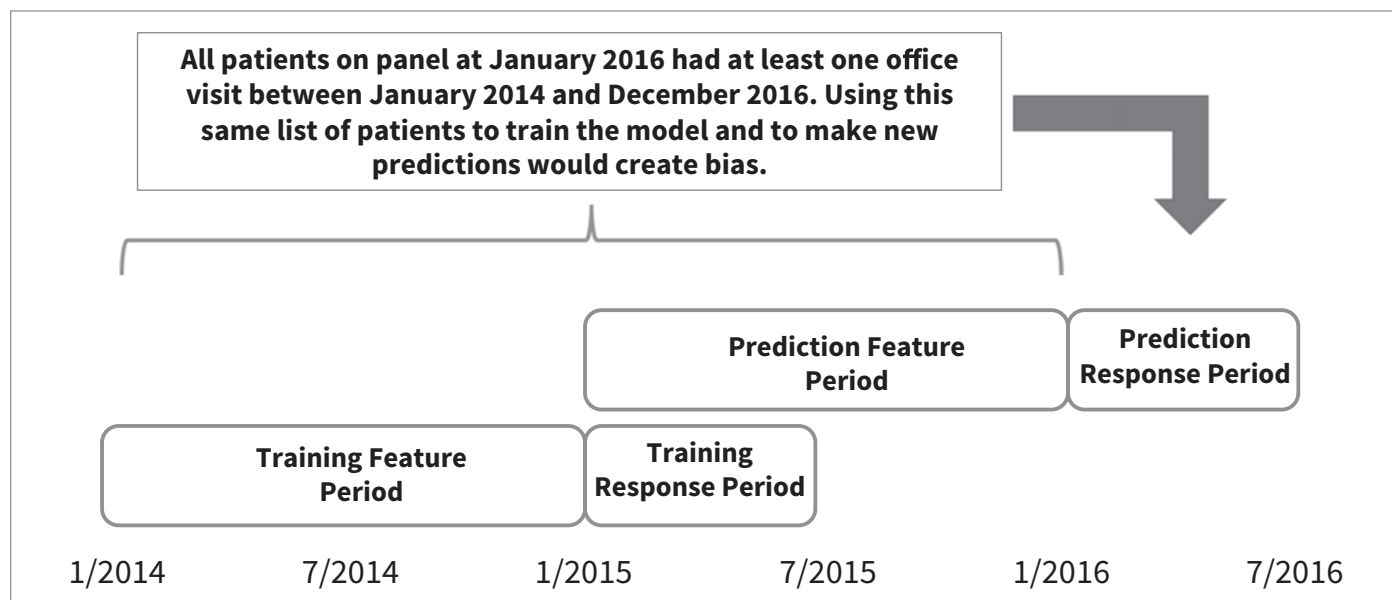 All patients on panel at January 2016 had at least one office
visit between January 2014 and December 2016. Using this
same list of patients to train the model and to make new
predictions would create bias.
Prediction Feature
Period
Prediction
Response Period
Training Feature
Period
Training
Response Period
1/2014 7/2014 1/2015 7/2015 1/2016 7/2016